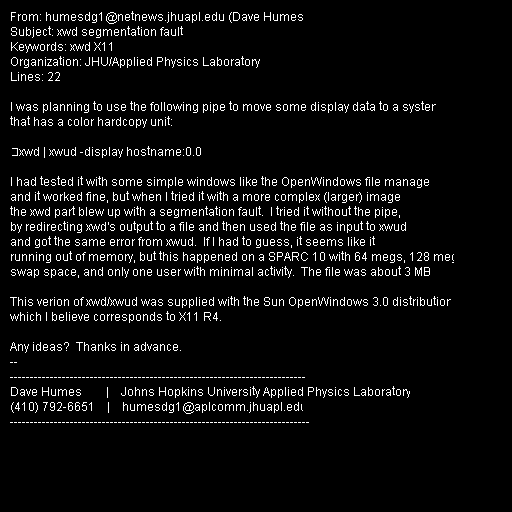 From: humesdg1@netnews.jhuapl.edu (Dave Humes
Subject: xwd segmentation fault
Keywords: xwd X11
Organization: JHU/Applied Physics Laboratory
Lines: 22
I was planning to use the following pipe to move some display data to a syster
that has a color hardcopy unit:
xwd | xwud -display hostname:0.0
I had tested it with some simple windows like the OpenWindows file manage
and it worked fine, but when I tried it with a more complex (larger) image
the xwd part blew up with a segmentation fault.  I tried it without the pipe,
by redirecting xwd's output to a file and then used the file as input to xwud
and got the same error from xwud.  If I had to guess, it seems like it
running out of memory, but this happened on a SPARC 10 with 64 megs, 128 meg
swap space, and only one user with minimal activity.  The file was about 3 MB
This verion of xwd/xwud was supplied with the Sun OpenWindows 3.0 distribution
which I believe corresponds to X11 R4.
Any ideas?  Thanks in advance.
--
--------------------------------------------------------------------------
Dave Humes       |    Johns Hopkins University Applied Physics Laboratory
(410) 792-6651    |    humesdg1@aplcomm.jhuapl.edu
---------------------------------------------------------------------------